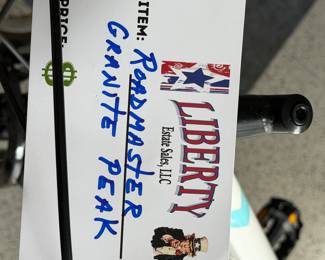 LIBERTY
Estate Sales, LLC
ITEM: ROADMASTER
GRANITE PEAK
PRICE: